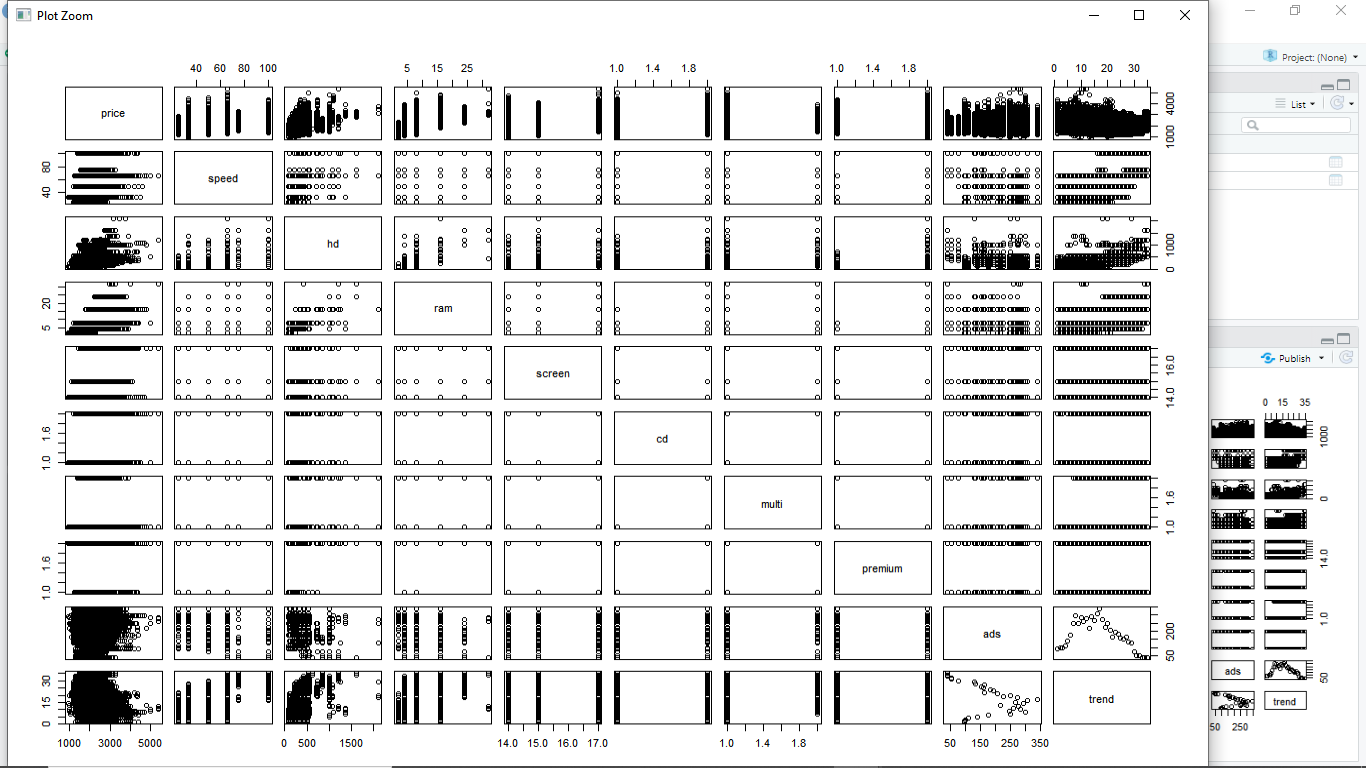 Plot Zoom
40 60 80 100
5 15 25
1.0 1.4 1.8
1.0 1.4 1.8
0 10 20 30
price
1000 4000
40 80
speed
hd
0 1000
5 20
ram
screen
14.0 16.0
1.0 1.6
cd
multi
1.0 1.6
1.0 1.6
premium
ads
50 200
0 15 30
trend
1000 3000 5000
0 500 1500
14.0 15.0 16.0 17.0
1.0 1.4 1.8
50 150 250 350
Project: (None)
List
Publish
0 15 35
1000
0
14.0
1.0
ads
50
trend
50 250